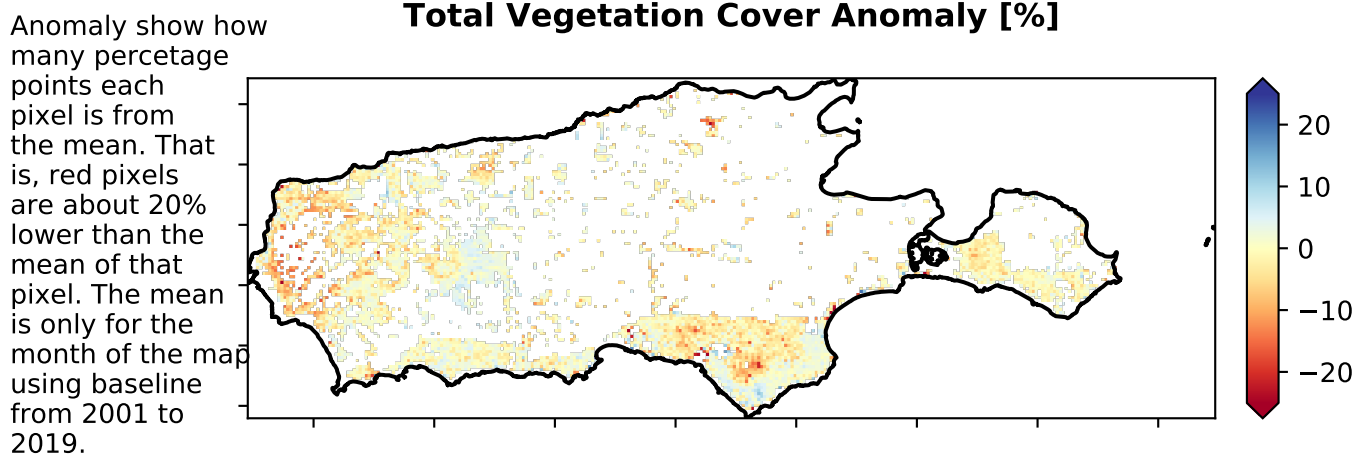 Total Vegetation Cover Anomaly [%]
Anomaly show how
many percetage
points each
pixel is from
the mean. That
is, red pixels
are about 20%
lower than the
mean of that
pixel. The mean
is only for the
month of the map
using baseline
from 2001 to
2019.
20
10
0
−10
−20